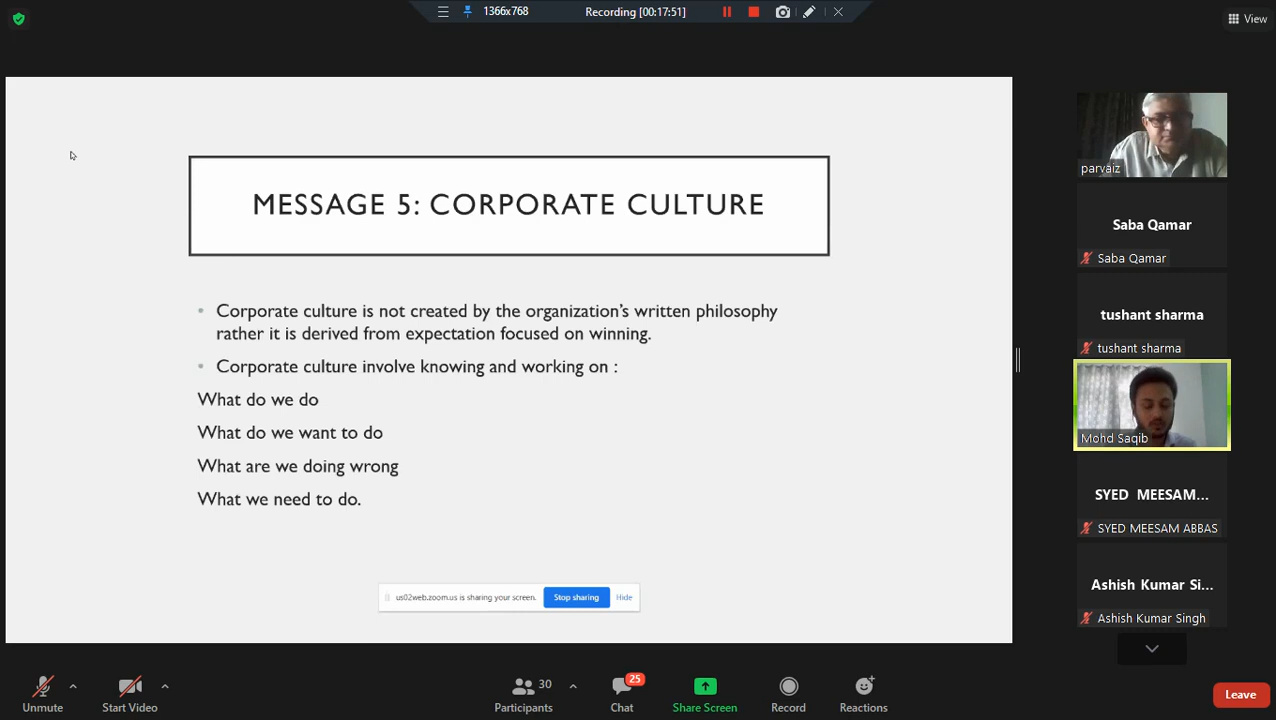 1366x768
Recording [00:17:51]
View
MESSAGE 5: CORPORATE CULTURE
• Corporate culture is not created by the organization's written philosophy
rather it is derived from expectation focused on winning.
• Corporate culture involve knowing and working on :
What do we do
What do we want to do
What are we doing wrong
What we need to do.
us02web.zoom.us is sharing your screen.
Stop sharing
Hide
parvaiz
Saba Qamar
Saba Qamar
tushant sharma
tushant sharma
Mohd Saqib
SYED MEESAM...
SYED MEESAM ABBAS
Ashish Kumar Si...
Ashish Kumar Singh
Unmute
Start Video
30
Participants
25
Chat
Share Screen
Record
Reactions
Leave